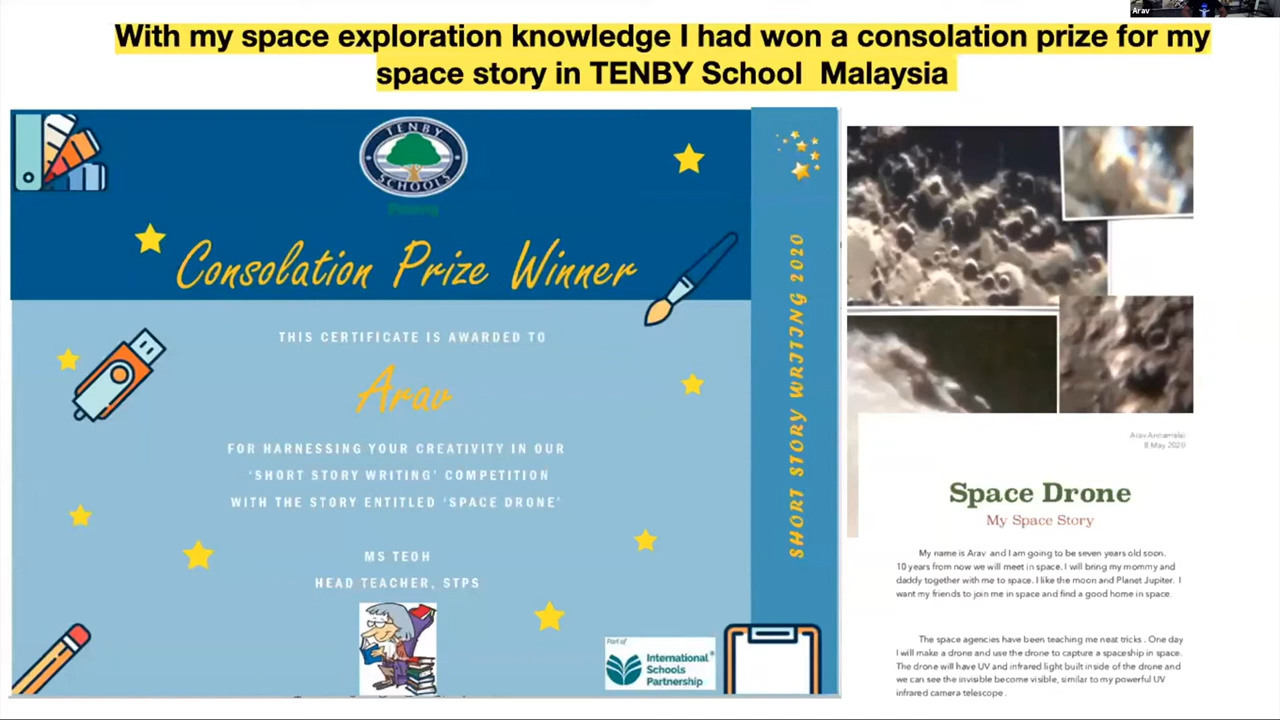 Arav
With my space exploration knowledge I had won a consolation prize for my
space story in TENBY School Malaysia
TENBY
SCHOOLS
Penang
Consolation Prize Winner
THIS CERTIFICATE IS AWARDED TO
Arav
FOR HARNESSING YOUR CREATIVITY IN OUR
'SHORT STORY WRITING' COMPETITION
WITH THE STORY ENTITLED 'SPACE DRONE'
MS TEOH
HEAD TEACHER, STPS
Part of
International
Schools
Partnership
SHORT STORY WRITING 2020
8 May 2020
Space Drone
My Space Story
My name is Arav and I am going to be seven years old soon.
10 years from now we will meet in space. I will bring my mommy and
daddy together with me to space. I like the moon and Planet Jupiter. I
want my friends to join me in space and find a good home in space.
The space agencies have been teaching me neat tricks . One day
I will make a drone and use the drone to capture a spaceship in space.
The drone will have UV and infrared light built inside of the drone and
we can see the invisible become visible, similar to my powerful UV
infrared camera telescope .